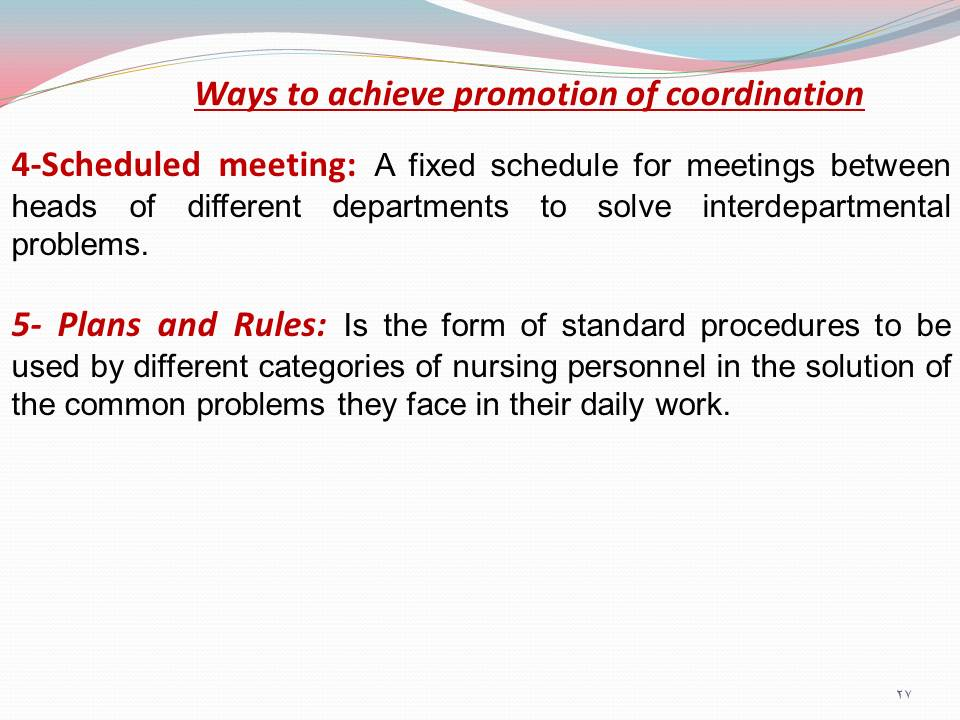 Ways to achieve promotion of coordination
4-Scheduled meeting: A fixed schedule for meetings between
heads of different departments to solve interdepartmental
problems.
5- Plans and Rules: Is the form of standard procedures to be
used by different categories of nursing personnel in the solution of
the common problems they face in their daily work.
٢٧